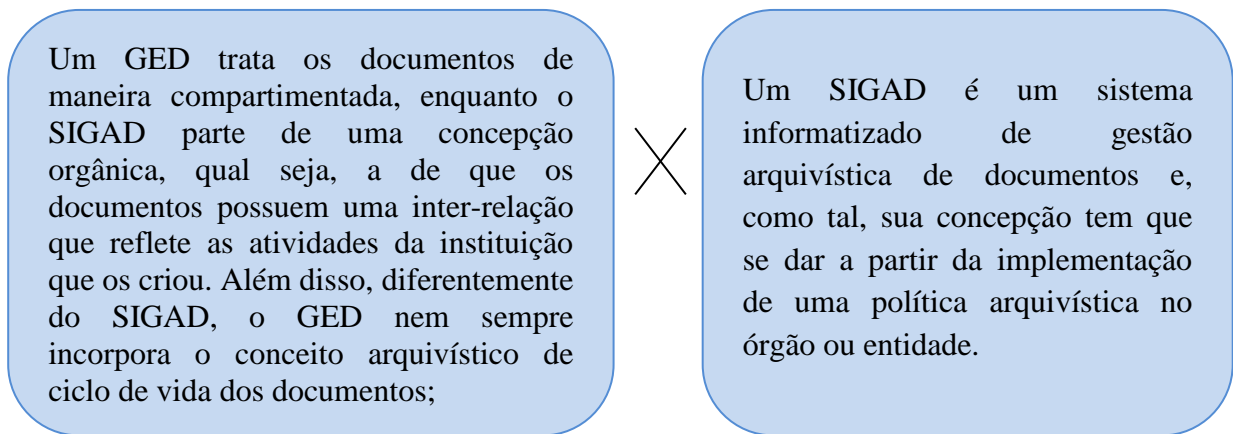 Um GED trata os documentos de
maneira compartimentada, enquanto o
SIGAD parte de uma concepção
orgânica, qual seja, a de que os
documentos possuem uma inter-relação
que reflete as atividades da instituição
que os criou. Além disso, diferentemente
do SIGAD, o GED nem sempre
incorpora o conceito arquivístico de
ciclo de vida dos documentos;
Um SIGAD é um sistema
informatizado de gestão
arquivística de documentos e,
como tal, sua concepção tem que
se dar a partir da implementação
de uma política arquivística no
órgão ou entidade.